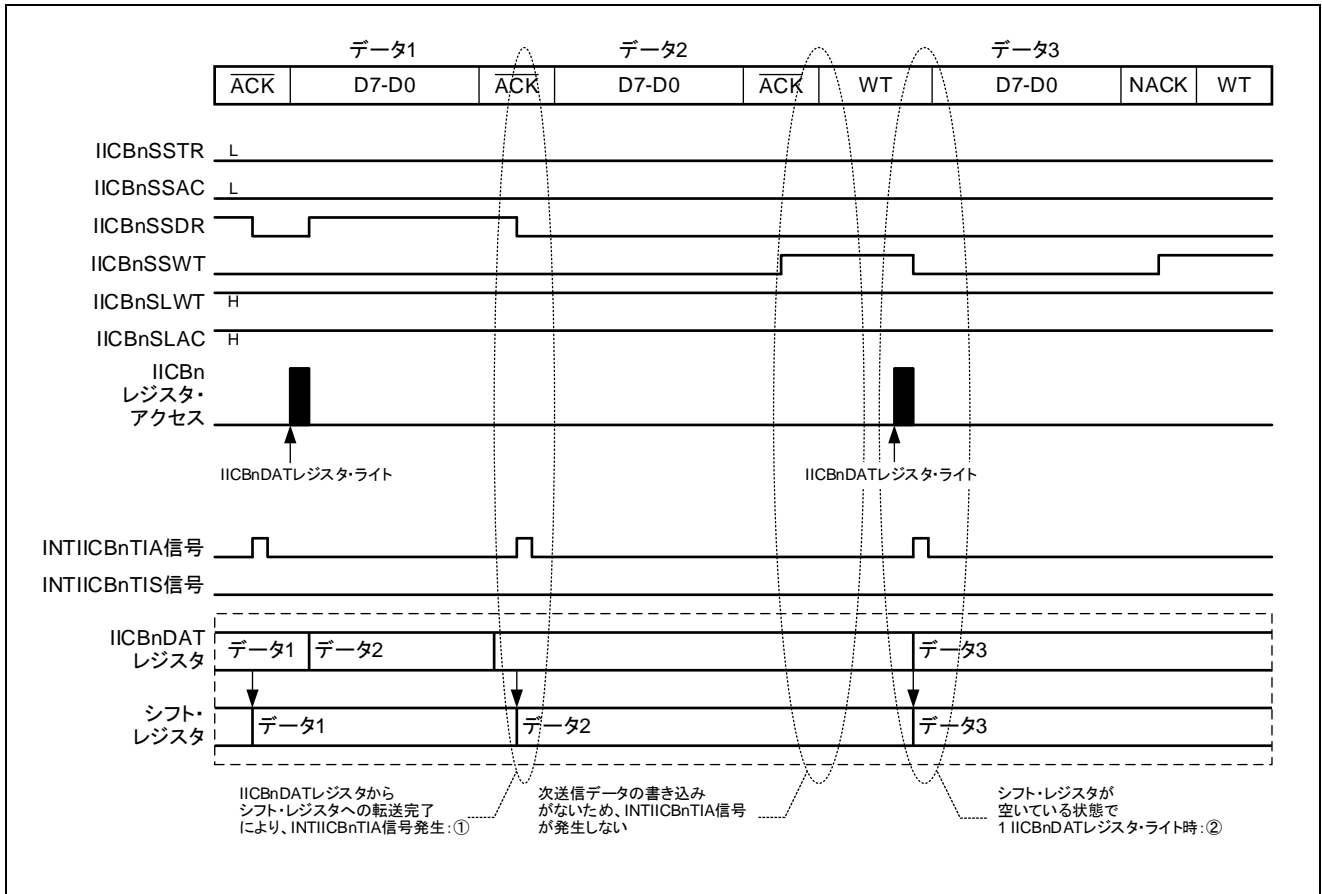 データ1 データ2 データ3
ACK D7-D0 ACK D7-D0 ACK WT D7-D0 NACK WT
IICBnSSTR L
IICBnSSAC L
IICBnSSDR
IICBnSSWT
IICBnSLWT H
IICBnSLAC H
IICBn
レジスタ・
アクセス
IICBnDATレジスタ・ライト IICBnDATレジスタ・ライト
INTIICBnTIA信号
INTIICBnTIS信号
IICBnDAT
レジスタ
データ1 データ2 データ3
シフト・
レジスタ
データ1 データ2 データ3
IICBnDATレジスタから
シフト・レジスタへの転送完了
により、INTIICBnTIA信号発生:①
次送信データの書き込み
がないため、INTIICBnTIA信号
が発生しない
シフト・レジスタが
空いている状態で
1 IICBnDATレジスタ・ライト時:②